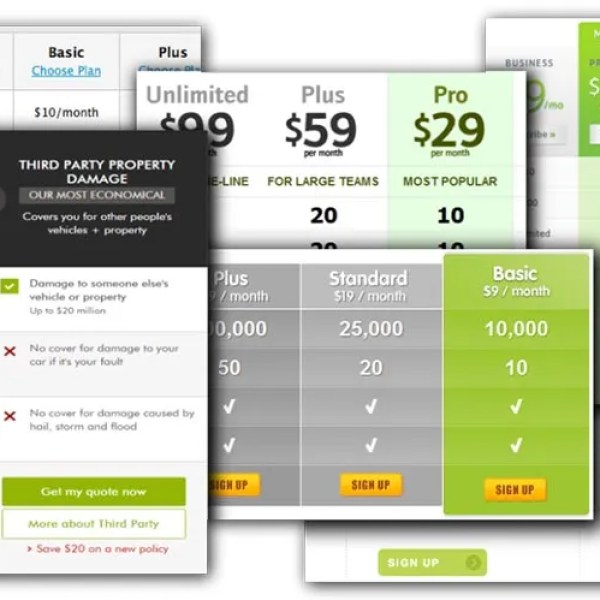 Basic
Plus
Choose Plan
Choose Plan
$10/month
Unlimited
Plus
Pro
$99
$59
$29
per month
per month
FOR LARGE TEAMS
MOST POPULAR
20
10
BUSINESS
9/mo
$
THIRD PARTY PROPERTY
DAMAGE
OUR MOST ECONOMICAL
Covers you for other people's
vehicles + property
Damage to someone else's
vehicle or property
Up to $20 million
No cover for damage to your
car if it's your fault
No cover for damage caused by
hail, storm and flood
Get my quote now
More about Third Party
> Save $20 on a new policy
Plus
Standard
Basic
9 / month
$19 / month
$9 / month
00,000
25,000
10,000
50
20
10
SIGN UP
SIGN UP
SIGN UP
SIGN UP